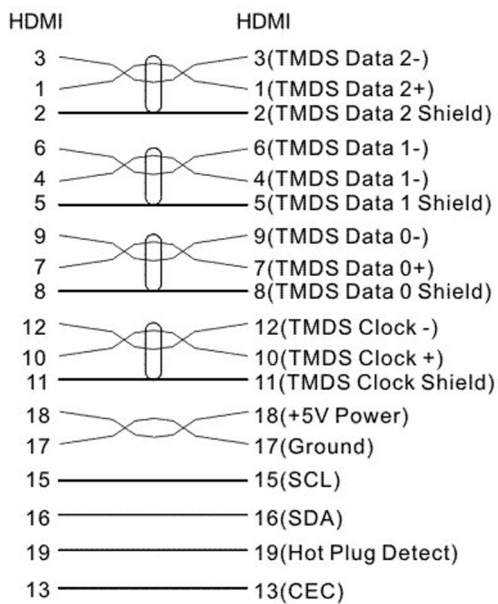 HDMI HDMI
3 3(TMDS Data 2-)
1 1(TMDS Data 2+)
2 2(TMDS Data 2 Shield)
6 6(TMDS Data 1-)
4 4(TMDS Data 1-)
5 5(TMDS Data 1 Shield)
9 9(TMDS Data 0-)
7 7(TMDS Data 0+)
8 8(TMDS Data 0 Shield)
12 12(TMDS Clock -)
10 10(TMDS Clock +)
11 11(TMDS Clock Shield)
18 18(+5V Power)
17 17(Ground)
15 15(SCL)
16 16(SDA)
19 19(Hot Plug Detect)
13 13(CEC)